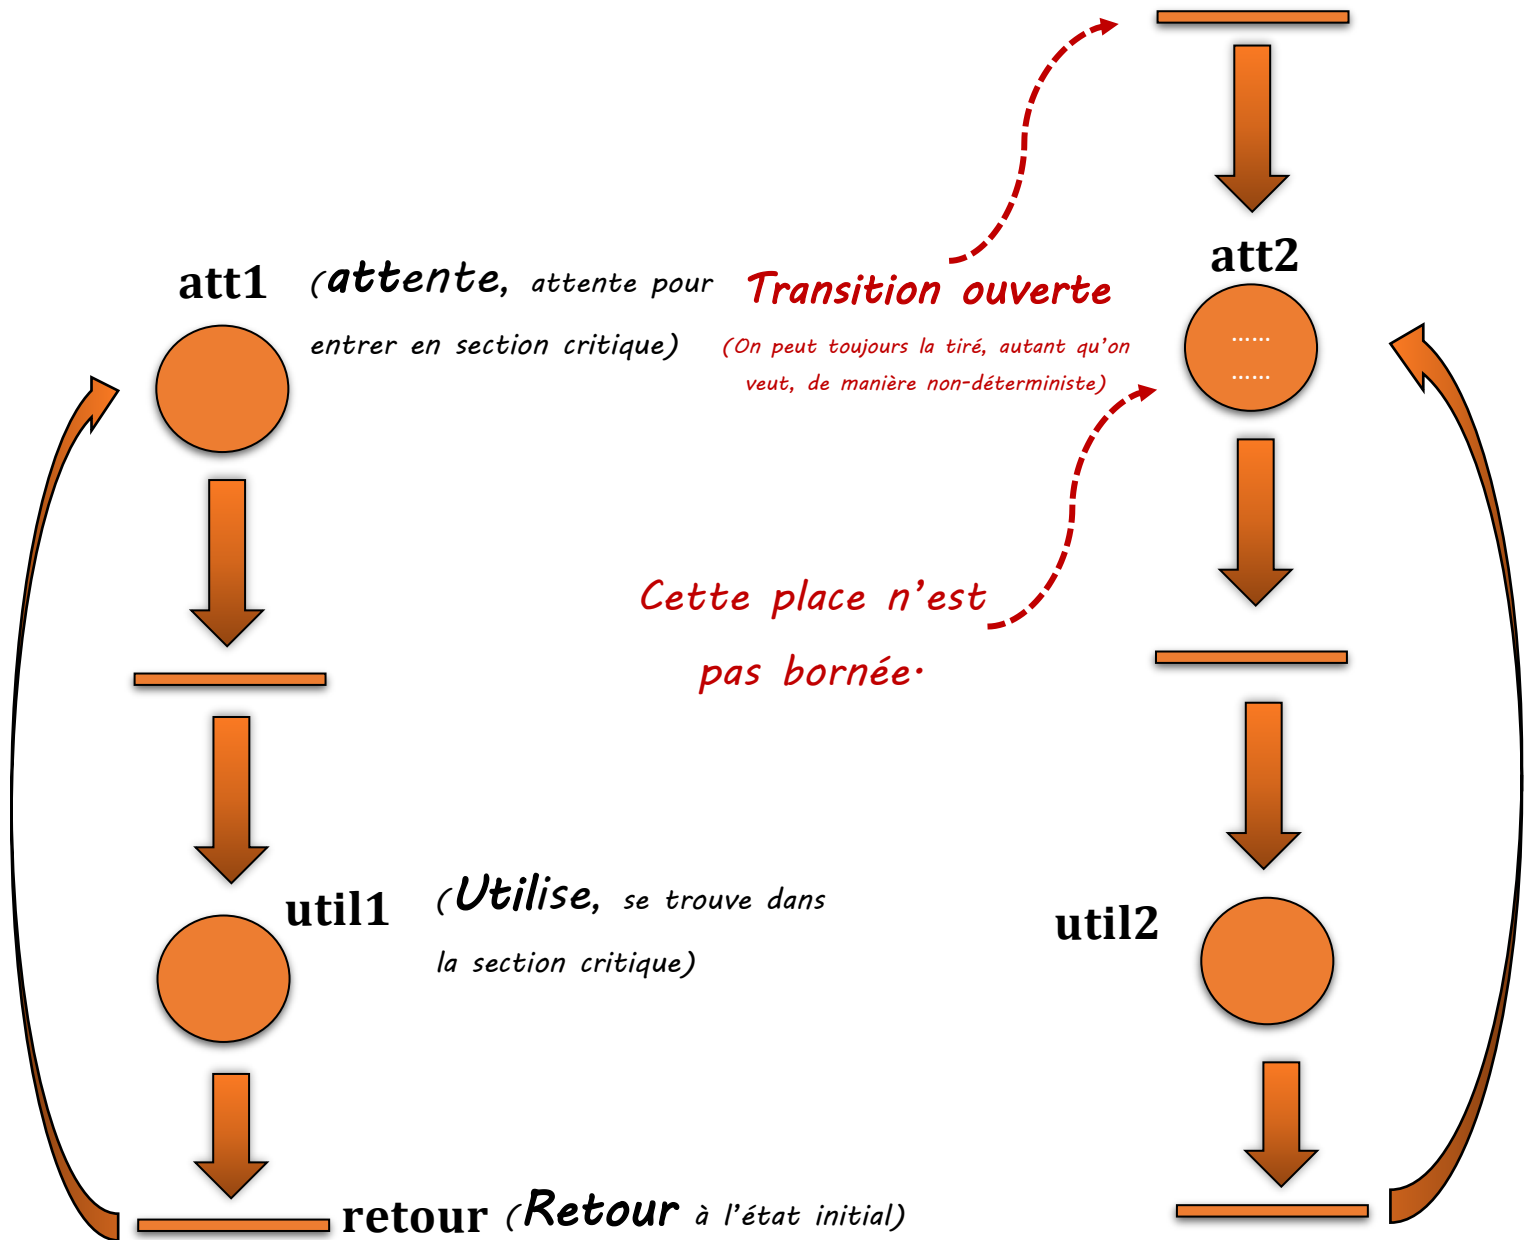 att2
att1 (attente, attente pour
entrer en section critique)
Transition ouverte
(On peut toujours la tiré, autant qu'on
veut, de manière non-déterministe)
......
......
Cette place n'est
pas bornée.
util1 (Utilise, se trouve dans
la section critique)
util2
retour (Retour à l'état initial)